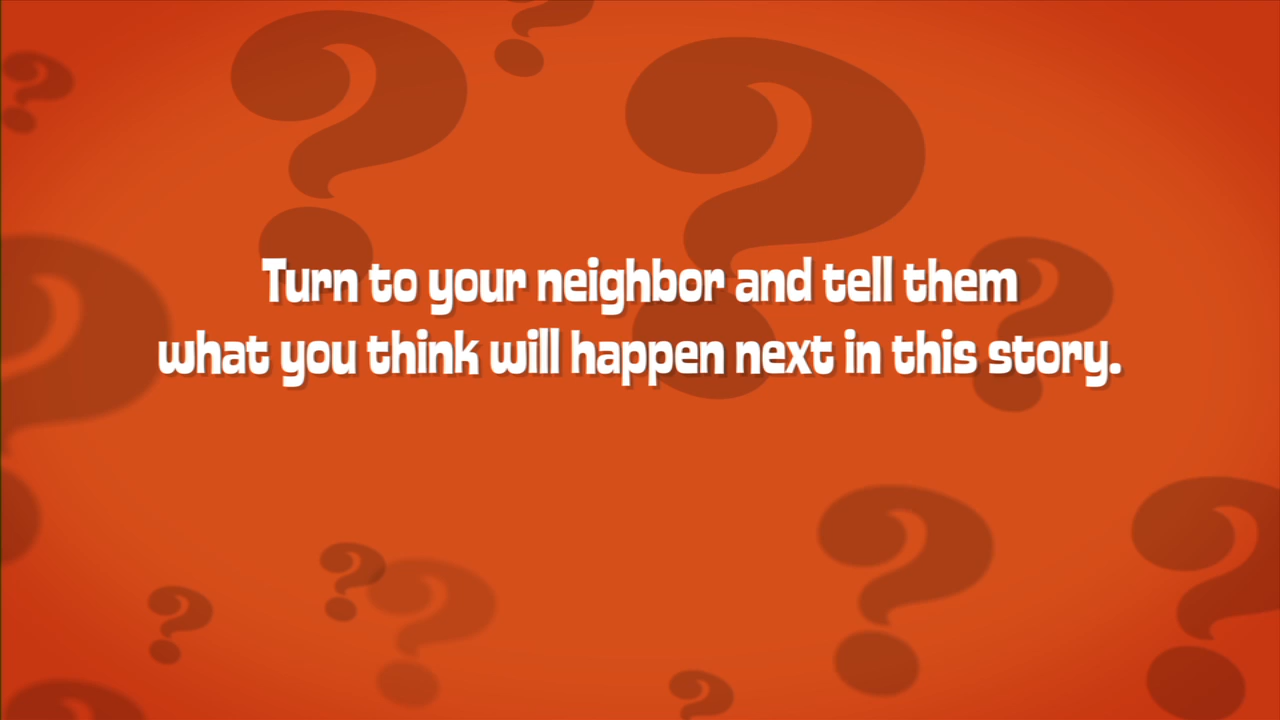 Turn to your neighbor and tell them
what you think will happen next in this story.